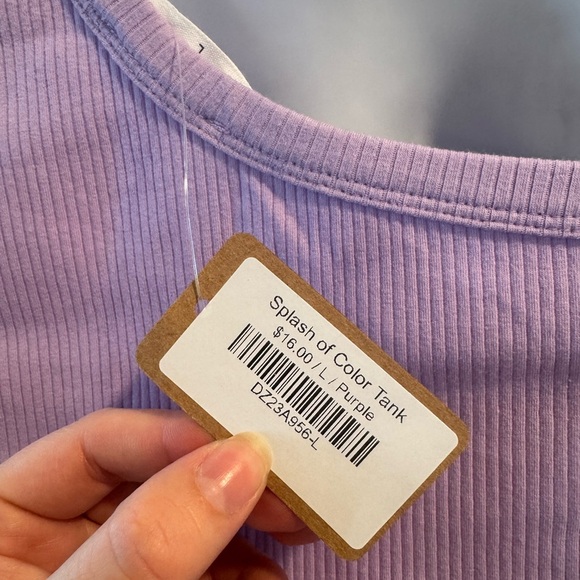 L
Splash of Color Tank
$16.00 / L / Purple
DZ23A956-L